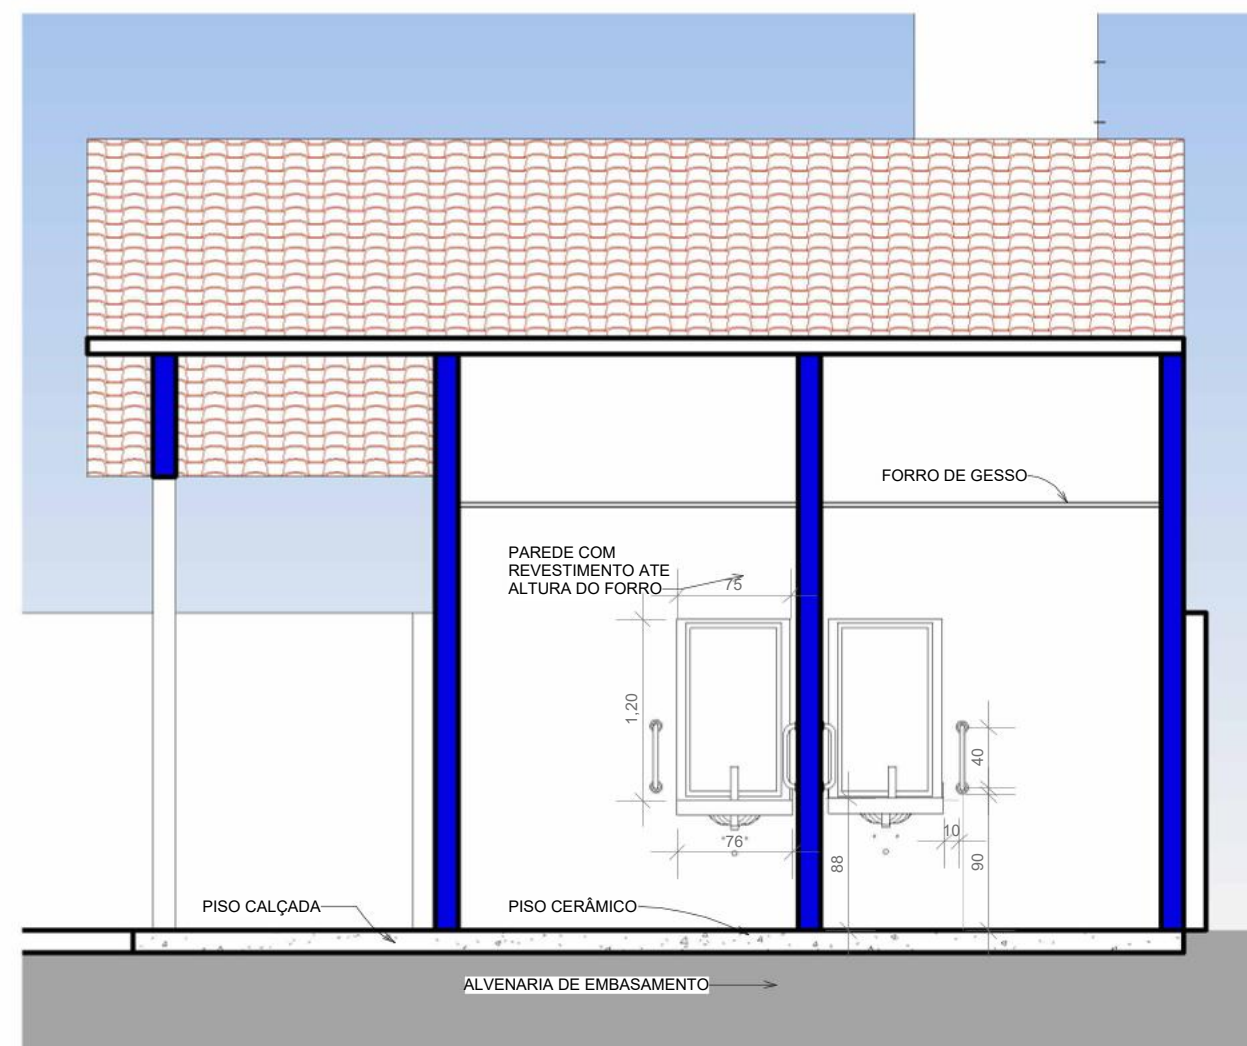 FORRO DE GESSO
PAREDE COM
REVESTIMENTO ATE
ALTURA DO FORRO
75
1,20
40
10
76
88
90
PISO CALÇADA
PISO CERÂMICO
ALVENARIA DE EMBASAMENTO